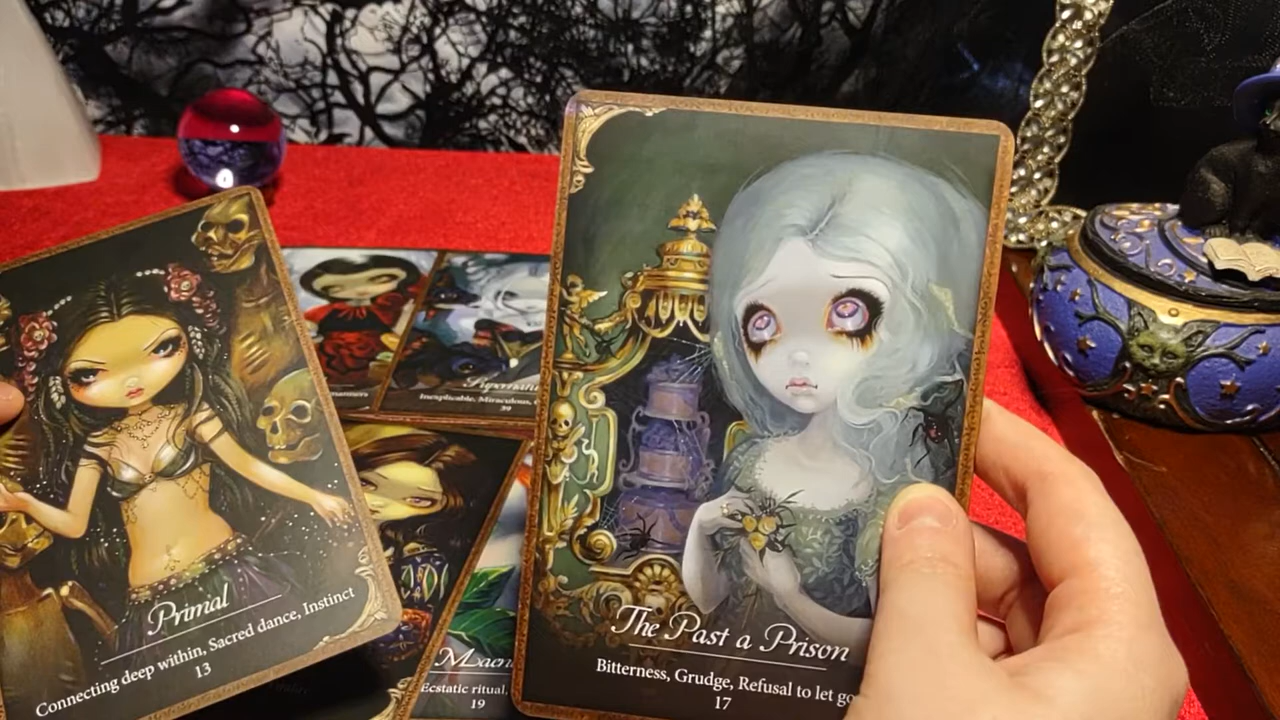 Primal
Connecting deep within, Sacred dance, Instinct
13
manners
Inexplicable, Miraculous,
39
Ecstatic ritual,
19
The Past a Prison
Bitterness, Grudge, Refusal to let go
17